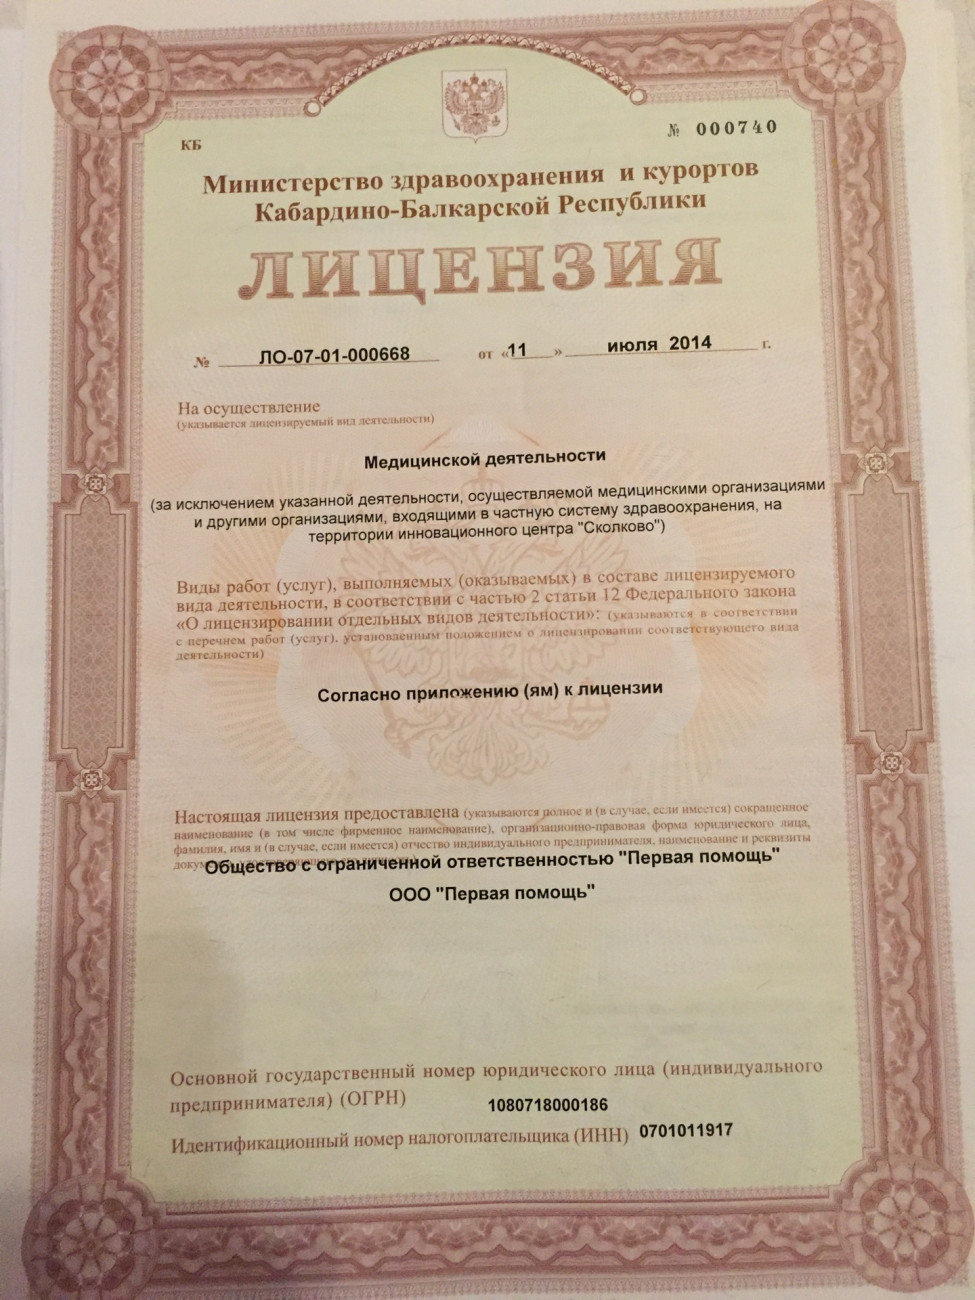 КБ
№ 000740
Министерство здравоохранения и курортов
Кабардино-Балкарской Республики
ЛИЦЕНЗИЯ
№ ЛО-07-01-000668 от «11» июля 2014 г.
На осуществление
(указывается лицензируемый вид деятельности)
Медицинской деятельности
(за исключением указанной деятельности, осуществляемой медицинскими организациями
и другими организациями, входящими в частную систему здравоохранения, на
территории инновационного центра "Сколково")
Виды работ (услуг), выполняемых (оказываемых) в составе лицензируемого
вида деятельности, в соответствии с частью 2 статьи 12 Федерального закона
«О лицензировании отдельных видов деятельности»: (указываются в соответствии
с перечнем работ (услуг), установленным положением о лицензировании соответствующего вида
деятельности)
Согласно приложению (ям) к лицензии
Настоящая лицензия предоставлена (указываются полное и (в случае, если имеется) сокращенное
наименование (в том числе фирменное наименование), организационно-правовая форма юридического лица,
фамилия, имя и (в случае, если имеется) отчество индивидуального предпринимателя, наименование и реквизиты
Общество с ограниченной ответственностью "Первая помощь"
ООО "Первая помощь"
Основной государственный номер юридического лица (индивидуального
предпринимателя) (ОГРН) 1080718000186
Идентификационный номер налогоплательщика (ИНН) 0701011917